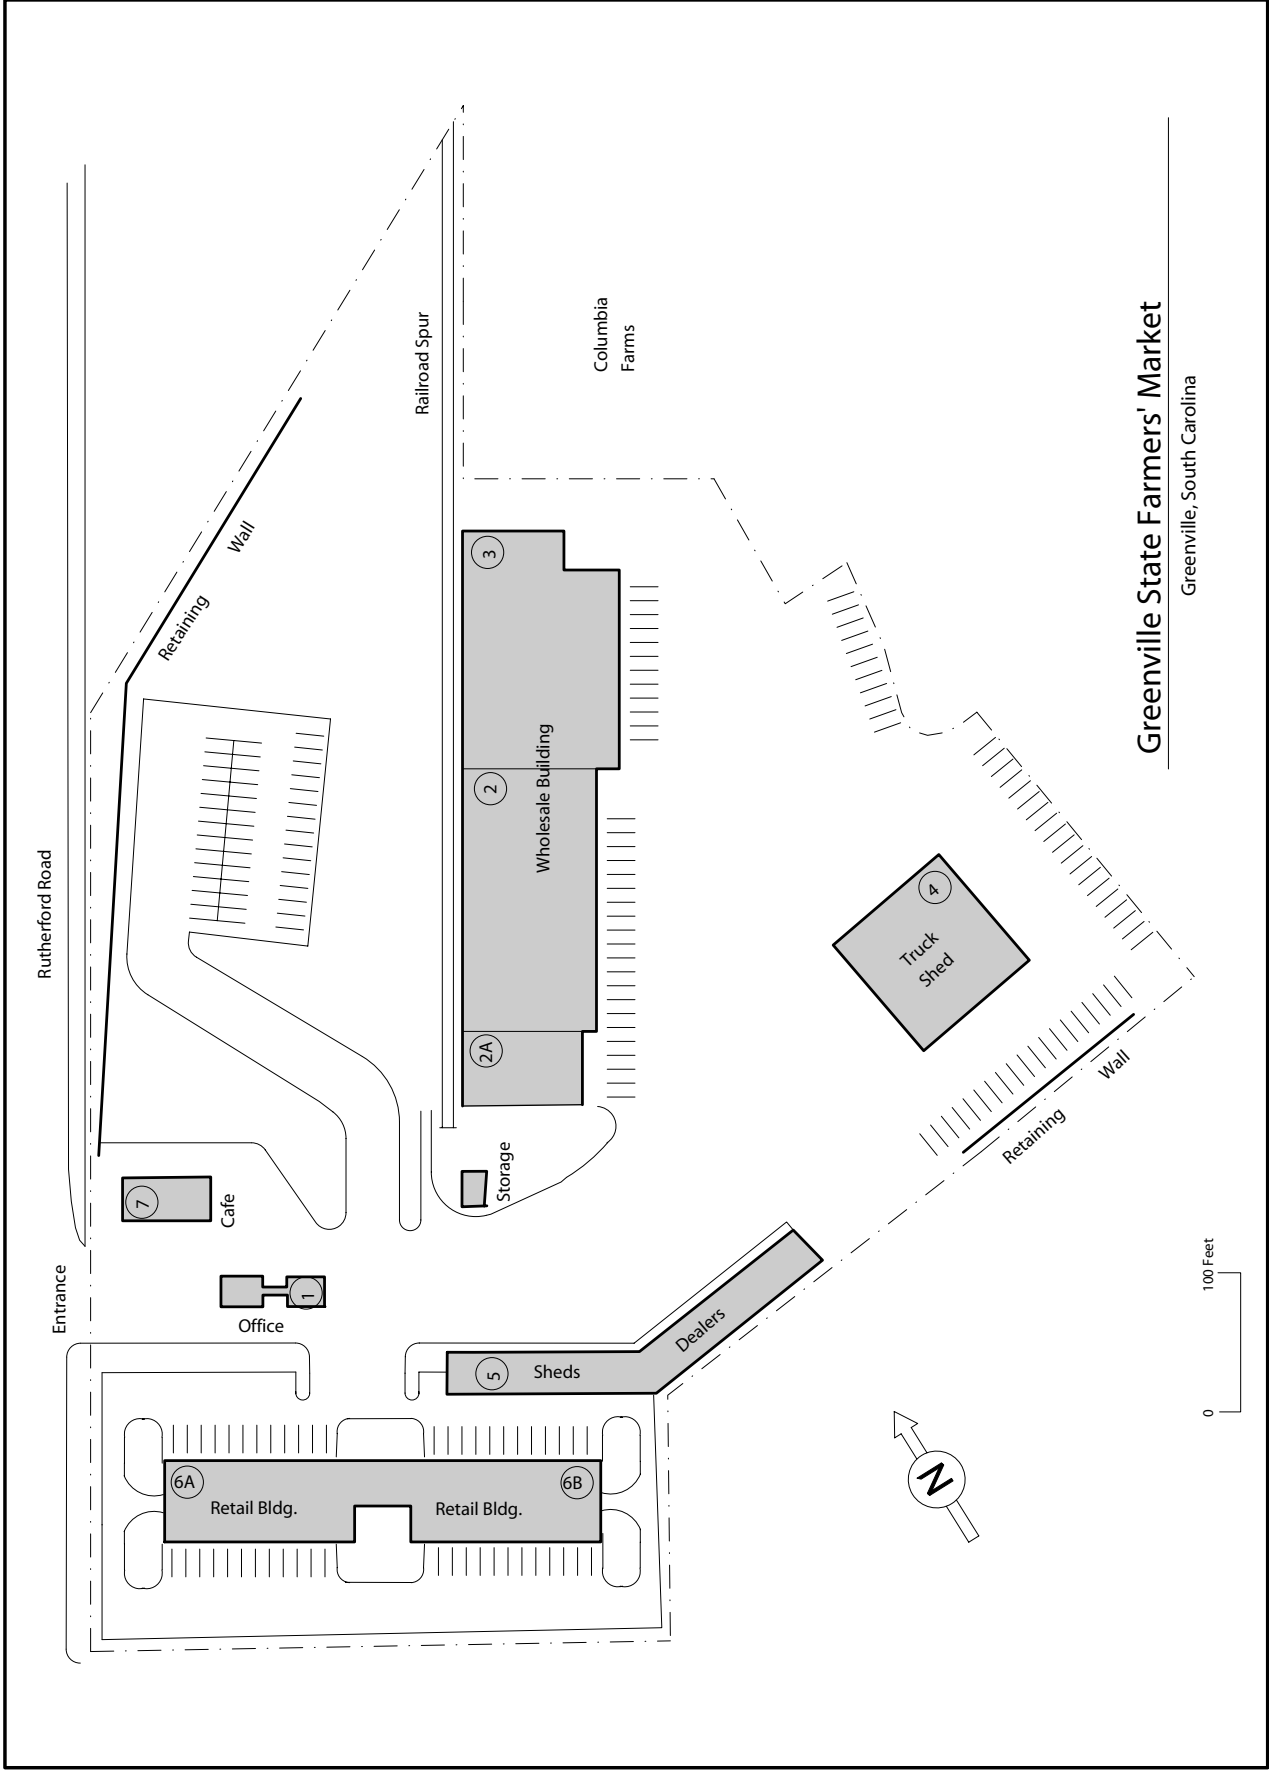 Rutherford Road
Entrance
Retaining
Wall
Railroad Spur
Columbia
Farms
3
2
Wholesale Building
2A
7
Cafe
1
Office
Storage
4
Truck
Shed
Retaining
Wall
5
Sheds
Dealers
6A
Retail Bldg.
Retail Bldg.
6B
N
0
100 Feet
Greenville State Farmers' Market
Greenville, South Carolina